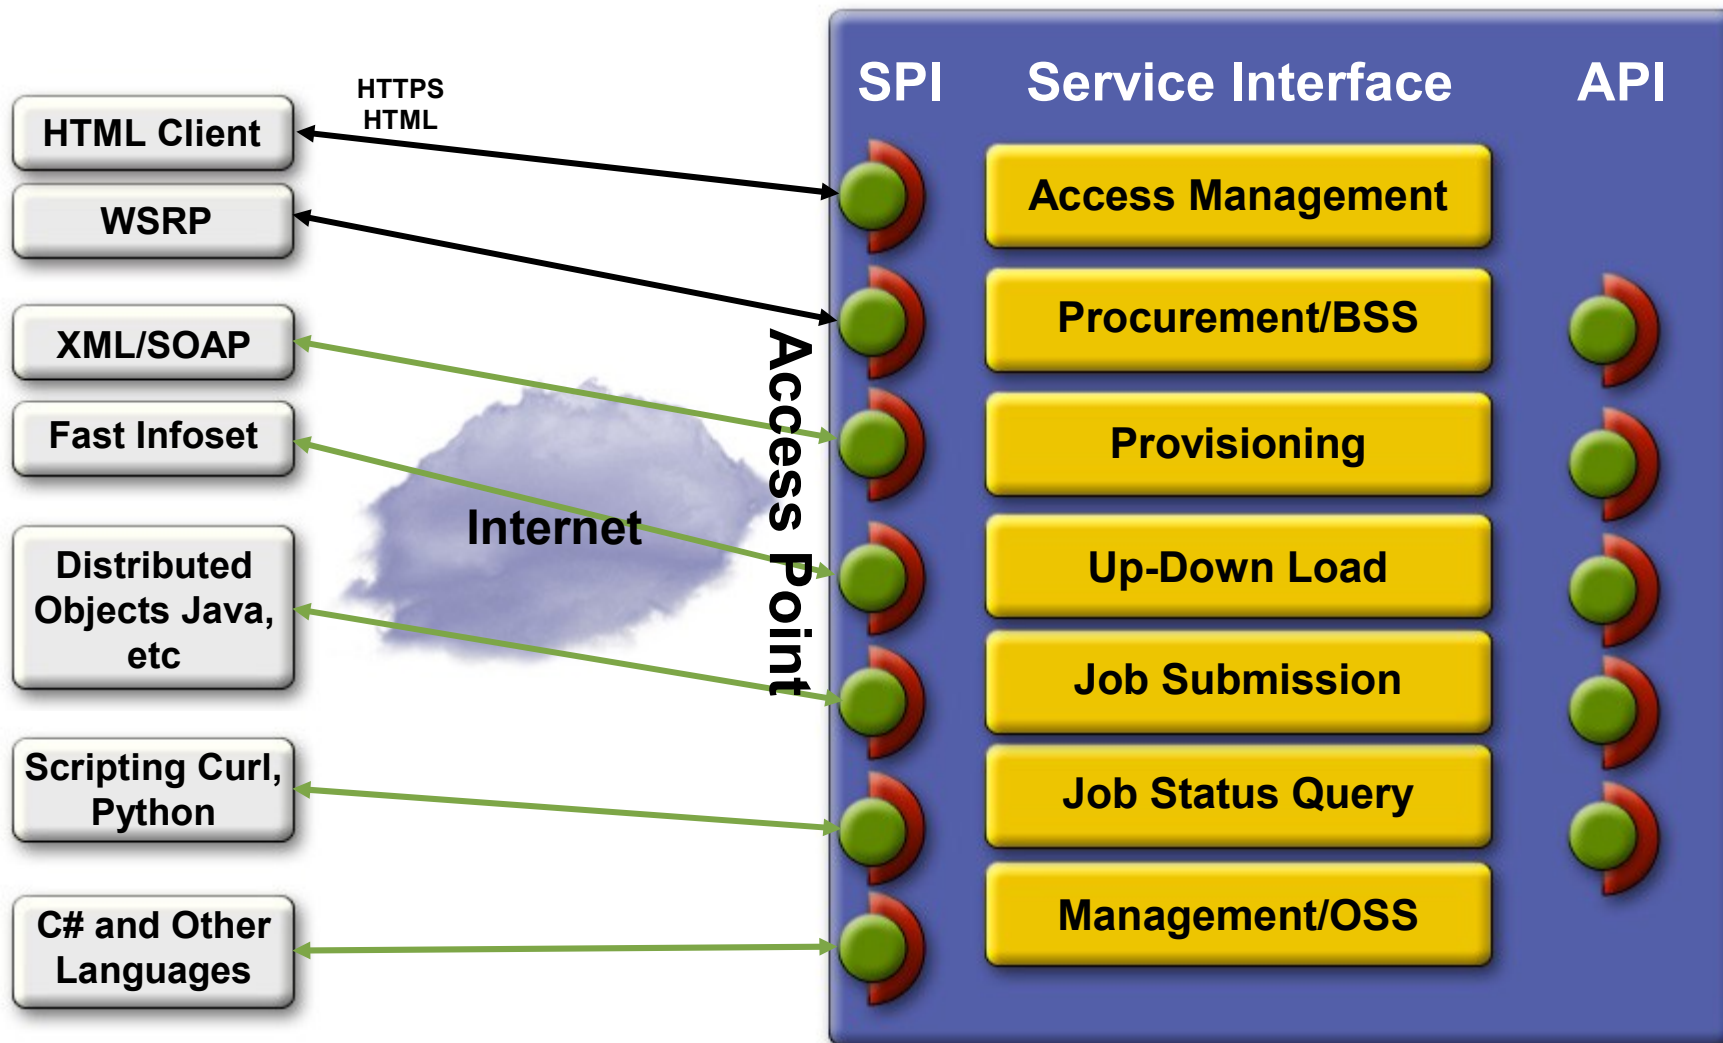 HTTPS
HTML
HTML Client
WSRP
XML/SOAP
Fast Infoset
Distributed
Objects Java,
etc
Scripting Curl,
Python
C# and Other
Languages
Internet
Access Point
SPI
Service Interface
API
Access Management
Procurement/BSS
Provisioning
Up-Down Load
Job Submission
Job Status Query
Management/OSS